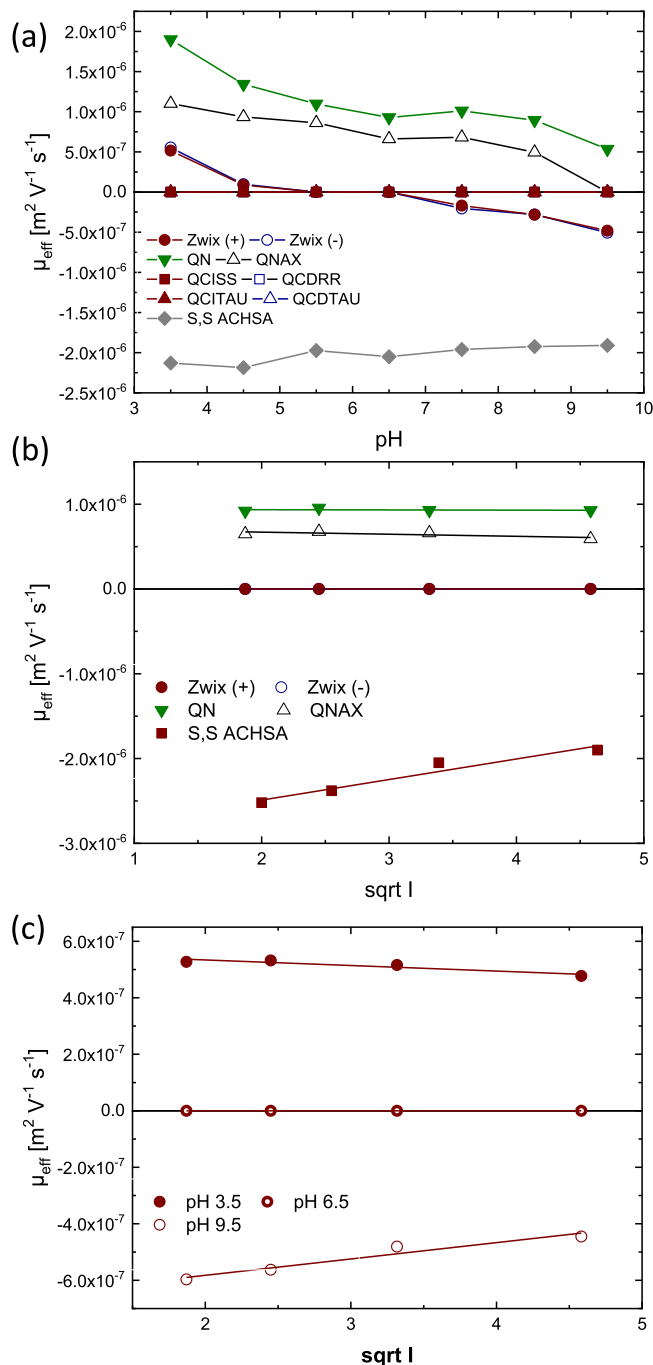 (a)
2.0x10⁻⁶
1.5x10⁻⁶
1.0x10⁻⁶
5.0x10⁻⁷
0.0
-5.0x10⁻⁷
-1.0x10⁻⁶
-1.5x10⁻⁶
-2.0x10⁻⁶
-2.5x10⁻⁶
μeff [m² V⁻¹ s⁻¹]
Zwix (+) Zwix (-)
QN QNAX
QCISS QCDRR
QCITAU QCDTAU
S,S ACHSA
3 4 5 6 7 8 9 10
pH
(b)
1.0x10⁻⁶
0.0
-1.0x10⁻⁶
-2.0x10⁻⁶
-3.0x10⁻⁶
μeff [m² V⁻¹ s⁻¹]
Zwix (+) Zwix (-)
QN QNAX
S,S ACHSA
1 2 3 4 5
sqrt I
(c)
6.0x10⁻⁷
4.0x10⁻⁷
2.0x10⁻⁷
0.0
-2.0x10⁻⁷
-4.0x10⁻⁷
-6.0x10⁻⁷
μeff [m² V⁻¹ s⁻¹]
pH 3.5 pH 6.5
pH 9.5
2 3 4 5
sqrt I